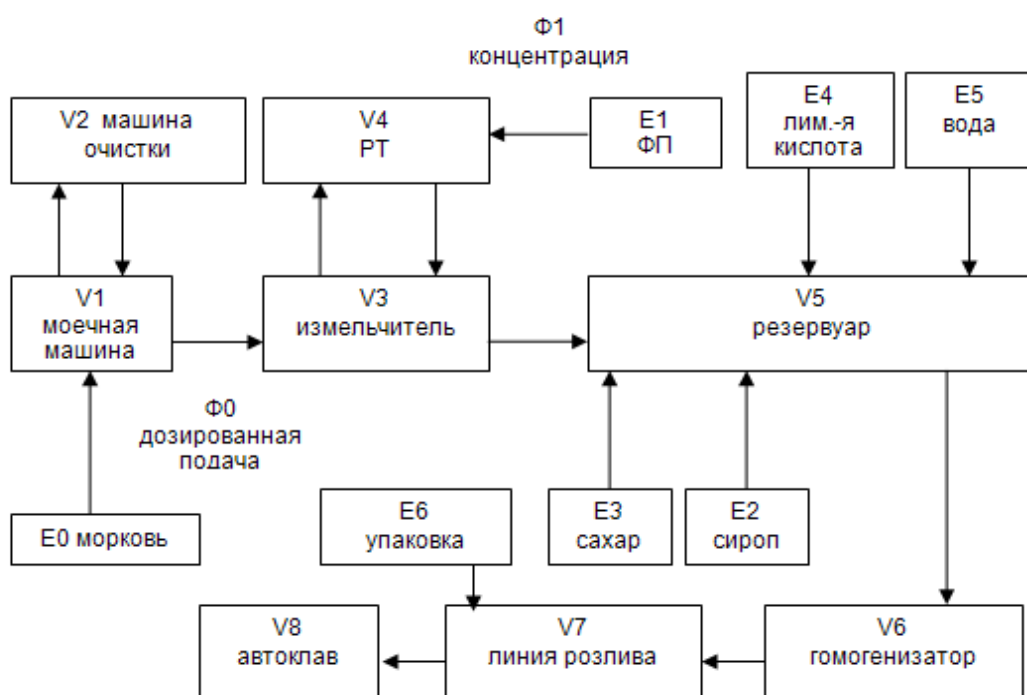 Ф1
концентрация
V2 машина
очистки
V4
РТ
Е1
ФП
Е4
лим.-я
кислота
Е5
вода
V1
моечная
машина
V3
измельчитель
V5
резервуар
Ф0
дозированная
подача
Е0 морковь
Е6
упаковка
Е3
сахар
Е2
сироп
V8
автоклав
V7
линия розлива
V6
гомогенизатор